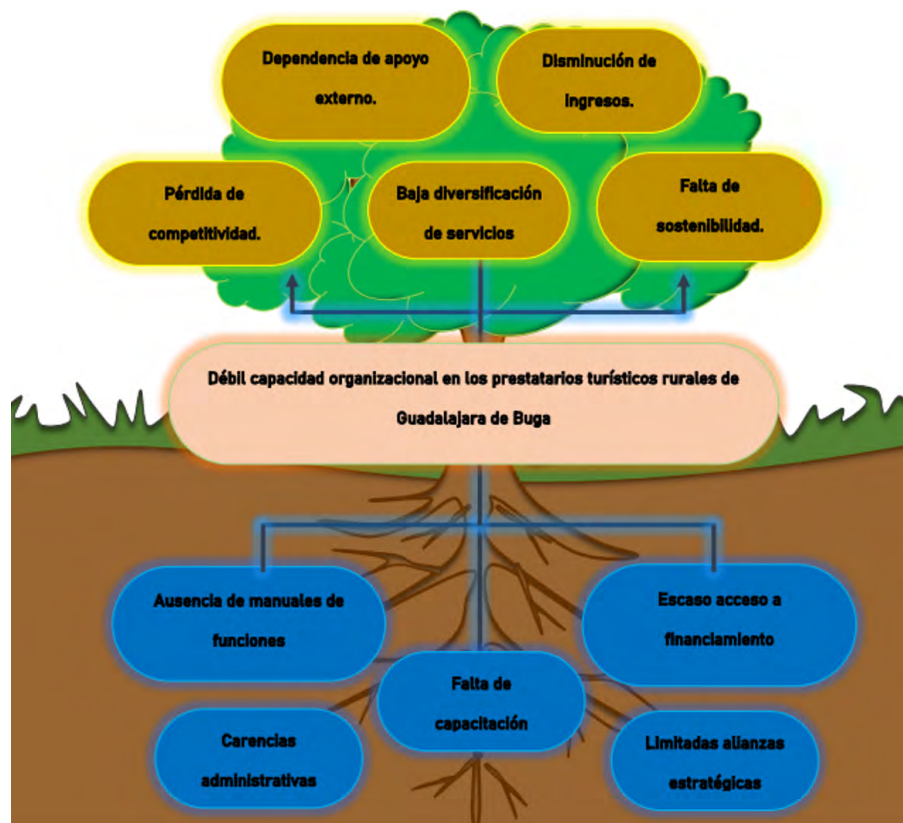 Dependencia de apoyo
externo.
Disminución de
ingresos.
Pérdida de
competitividad.
Baja diversificación
de servicios
Falta de
sostenibilidad.
Débil capacidad organizacional en los prestatarios turísticos rurales de
Guadalajara de Buga
Ausencia de manuales de
funciones
Escaso acceso a
financiamiento
Falta de
capacitación
Carencias
administrativas
Limitadas alianzas
estratégicas